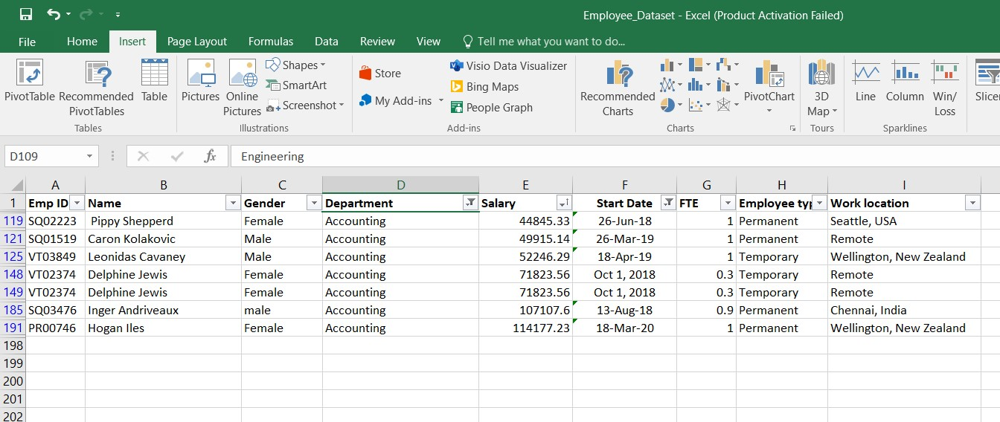 Employee_Dataset - Excel (Product Activation Failed)
File Home Insert Page Layout Formulas Data Review View Tell me what you want to do...
PivotTable Recommended PivotTables Table
Tables
Pictures Online Pictures Shapes SmartArt Screenshot
Illustrations
Store My Add-ins Visio Data Visualizer Bing Maps People Graph
Add-ins
Recommended Charts PivotChart
Charts
3D Map
Tours
Line Column Win/ Loss
Sparklines
Slicer
D109 fx Engineering
A B C D E F G H I
1 Emp ID Name Gender Department Salary Start Date FTE Employee typ Work location
119 SQ02223 Pippy Shepperd Female Accounting 44845.33 26-Jun-18 1 Permanent Seattle, USA
121 SQ01519 Caron Kolakovic Male Accounting 49915.14 26-Mar-19 1 Permanent Remote
125 VT03849 Leonidas Cavaney Male Accounting 52246.29 18-Apr-19 1 Temporary Wellington, New Zealand
148 VT02374 Delphine Jewis Female Accounting 71823.56 Oct 1, 2018 0.3 Temporary Remote
149 VT02374 Delphine Jewis Female Accounting 71823.56 Oct 1, 2018 0.3 Temporary Remote
185 SQ03476 Inger Andriveaux male Accounting 107107.6 13-Aug-18 0.9 Permanent Chennai, India
191 PR00746 Hogan Iles Female Accounting 114177.23 18-Mar-20 1 Permanent Wellington, New Zealand
198
199
200
201
202